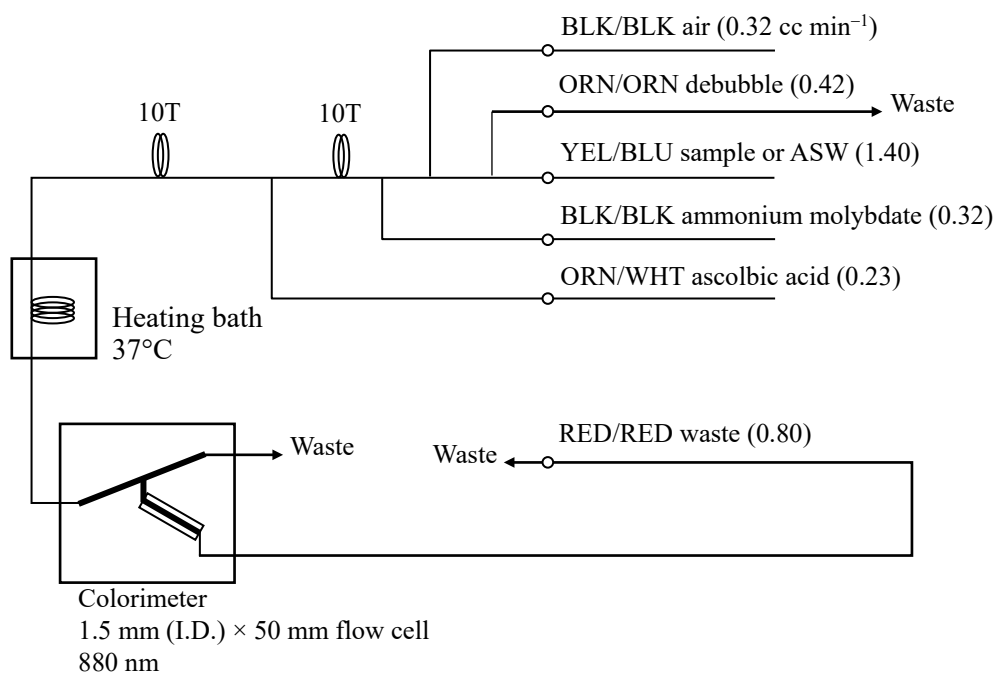 BLK/BLK air (0.32 cc min⁻¹)
ORN/ORN debubble (0.42)
Waste
10T
10T
YEL/BLU sample or ASW (1.40)
BLK/BLK ammonium molybdate (0.32)
ORN/WHT ascolbic acid (0.23)
Heating bath
37°C
Waste
Waste
RED/RED waste (0.80)
Colorimeter
1.5 mm (I.D.) × 50 mm flow cell
880 nm